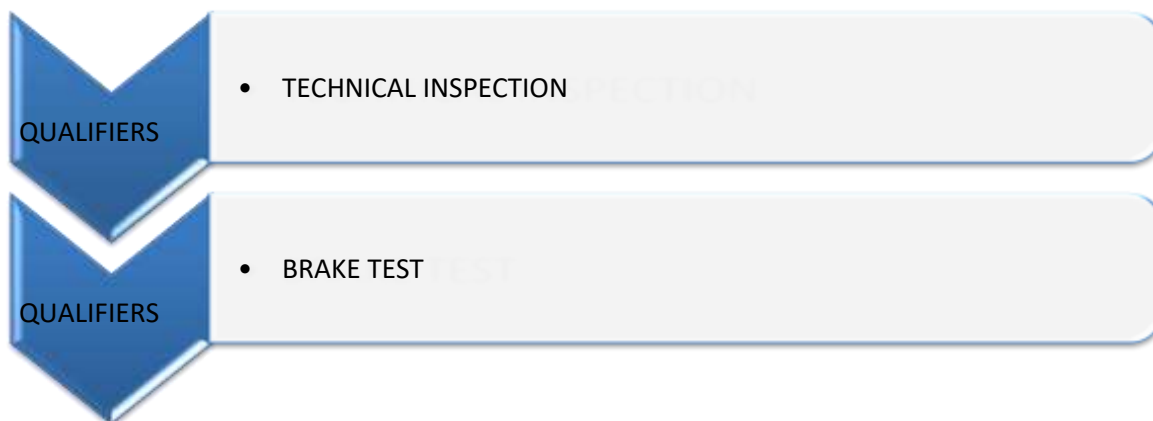 QUALIFIERS
• TECHNICAL INSPECTION
QUALIFIERS
• BRAKE TEST